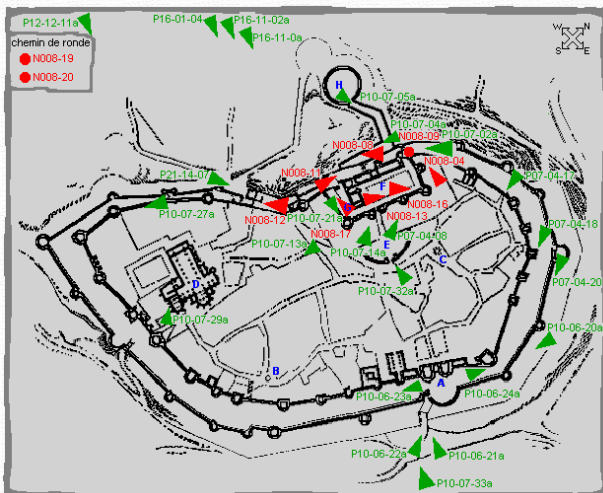 P12-12-11a
P16-01-04
P16-11-02a
P16-11-0a
W N
S E
chemin de ronde
N008-19
N008-20
H
P10-07-05a
P10-07-04a
N008-09
N008-08
P10-07-02a
N008-04
P21-14-07
N008-11
F
P07-04-17
P10-07-27a
N008-12
P10-07-21a
G
N008-16
N008-13
P07-04-18
N008-17
P07-04-08
P10-07-13a
P10-07-14a
E
C
P07-04-20
D
P10-07-32a
P10-07-29a
P10-06-20a
B
A
P10-06-23a
P10-06-24a
P10-06-22a
P10-06-21a
P10-07-33a